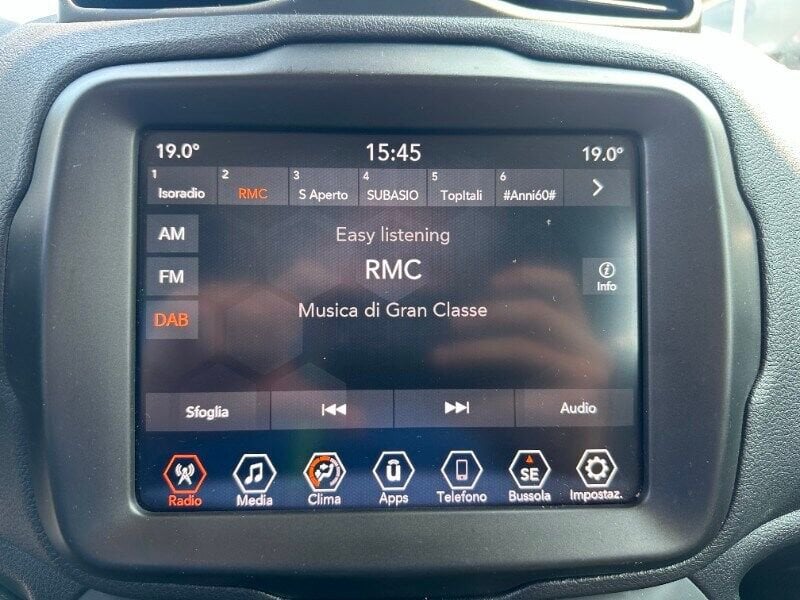 19.0° 15:45 19.0°
1 Isoradio 2 RMC 3 S Aperto 4 SUBASIO 5 TopItali 6 #Anni60#
AM
Easy listening
RMC
FM
Info
Musica di Gran Classe
DAB
Sfoglia Audio
SE
Radio Media Clima Apps Telefono Bussola Impostaz.